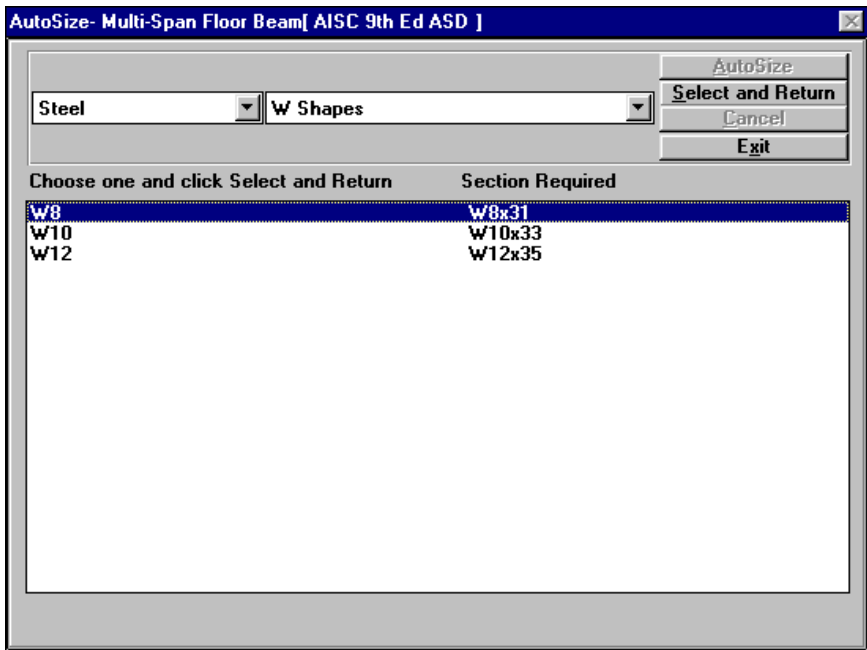 AutoSize- Multi-Span Floor Beam[ AISC 9th Ed ASD ]
AutoSize
Steel W Shapes Select and Return
Cancel
Exit
Choose one and click Select and Return Section Required
W8 W8x31
W10 W10x33
W12 W12x35